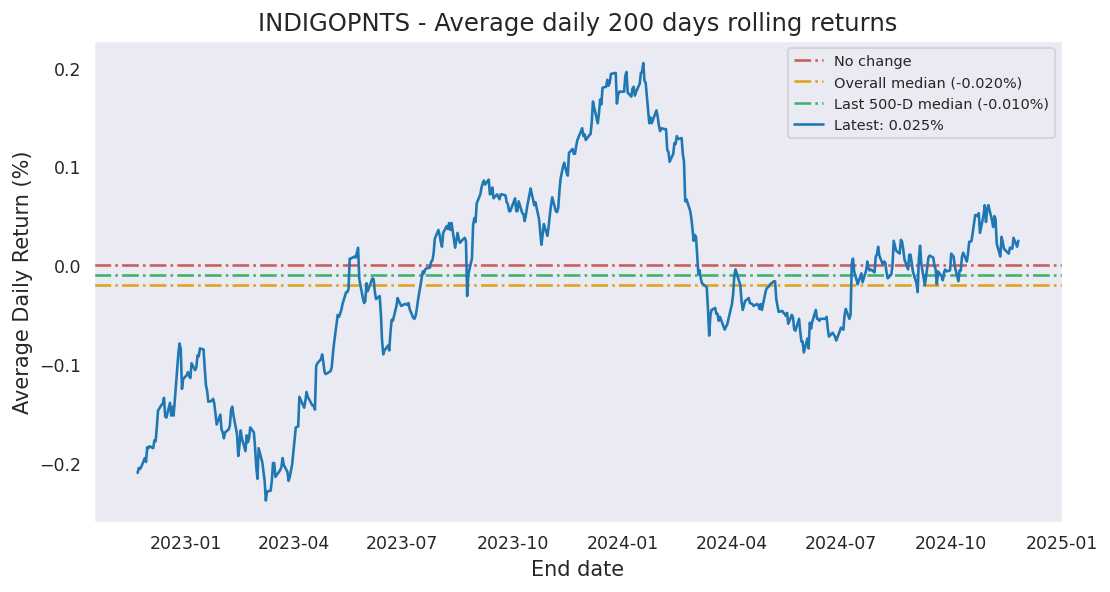 INDIGOPNTS - Average daily 200 days rolling returns
No change
Overall median (-0.020%)
Last 500-D median (-0.010%)
Latest: 0.025%
Average Daily Return (%)
0.2
0.1
0.0
−0.1
−0.2
2023-01 2023-04 2023-07 2023-10 2024-01 2024-04 2024-07 2024-10 2025-01
End date